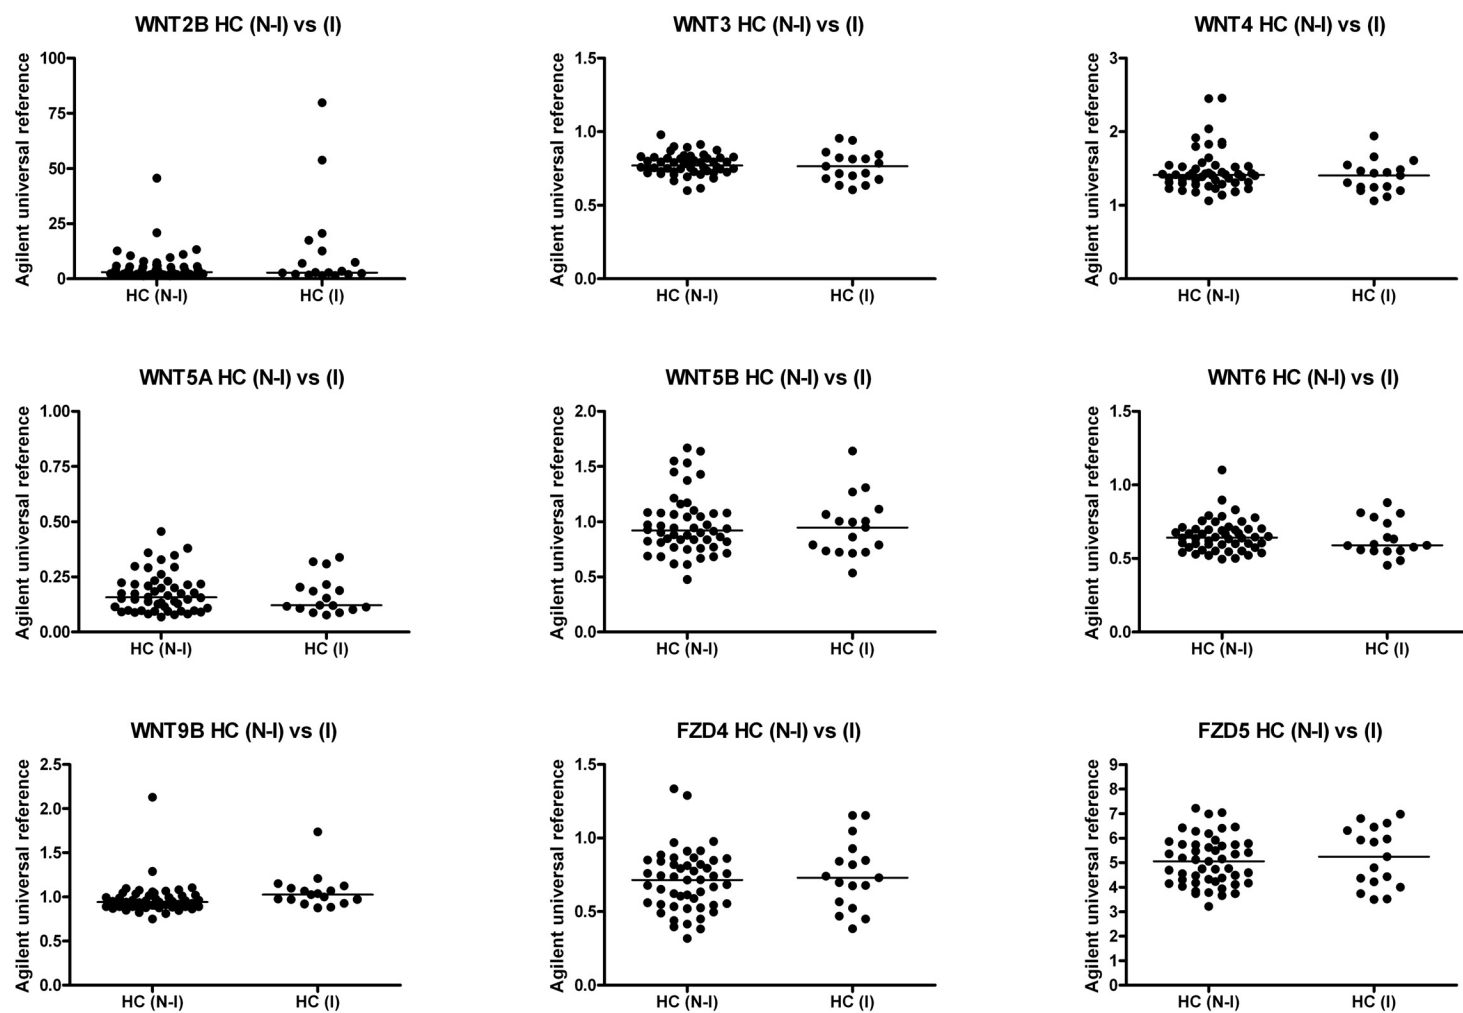 WNT2B HC (N-I) vs (I)
Agilent universal reference
100
75
50
25
0
HC (N-I)
HC (I)
WNT3 HC (N-I) vs (I)
Agilent universal reference
1.5
1.0
0.5
0.0
HC (N-I)
HC (I)
WNT4 HC (N-I) vs (I)
Agilent universal reference
3
2
1
0
HC (N-I)
HC (I)
WNT5A HC (N-I) vs (I)
Agilent universal reference
1.00
0.75
0.50
0.25
0.00
HC (N-I)
HC (I)
WNT5B HC (N-I) vs (I)
Agilent universal reference
2.0
1.5
1.0
0.5
0.0
HC (N-I)
HC (I)
WNT6 HC (N-I) vs (I)
Agilent universal reference
1.5
1.0
0.5
0.0
HC (N-I)
HC (I)
WNT9B HC (N-I) vs (I)
Agilent universal reference
2.5
2.0
1.5
1.0
0.5
0.0
HC (N-I)
HC (I)
FZD4 HC (N-I) vs (I)
Agilent universal reference
1.5
1.0
0.5
0.0
HC (N-I)
HC (I)
FZD5 HC (N-I) vs (I)
Agilent universal reference
9
8
7
6
5
4
3
2
1
0
HC (N-I)
HC (I)